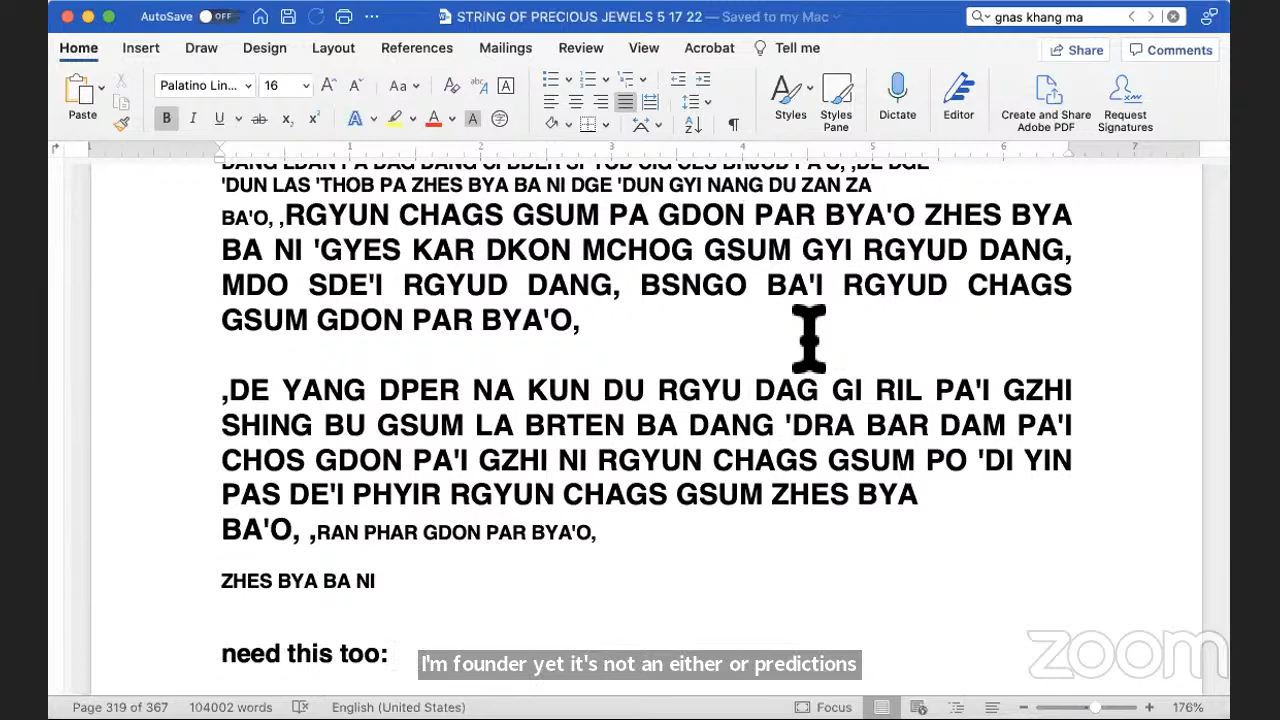 AutoSave OFF
STRiNG OF PRECIOUS JEWELS 5 17 22 — Saved to my Mac
gnas khang ma
Home Insert Draw Design Layout References Mailings Review View Acrobat Tell me Share Comments
Paste Palatino Lin... 16 Styles Styles Pane Dictate Editor Create and Share Adobe PDF Request Signatures
1 1 2 3 4 5 6 7
'DUN LAS 'THOB PA ZHES BYA BA NI DGE 'DUN GYI NANG DU ZAN ZA
BA'O, ,RGYUN CHAGS GSUM PA GDON PAR BYA'O ZHES BYA
BA NI 'GYES KAR DKON MCHOG GSUM GYI RGYUD DANG,
MDO SDE'I RGYUD DANG, BSNGO BA'I RGYUD CHAGS
GSUM GDON PAR BYA'O,
,DE YANG DPER NA KUN DU RGYU DAG GI RIL PA'I GZHI
SHING BU GSUM LA BRTEN BA DANG 'DRA BAR DAM PA'I
CHOS GDON PA'I GZHI NI RGYUN CHAGS GSUM PO 'DI YIN
PAS DE'I PHYIR RGYUN CHAGS GSUM ZHES BYA
BA'O, ,RAN PHAR GDON PAR BYA'O,
ZHES BYA BA NI
need this too:
I'm founder yet it's not an either or predictions
zoom
Page 319 of 367 104002 words English (United States) Focus 176%